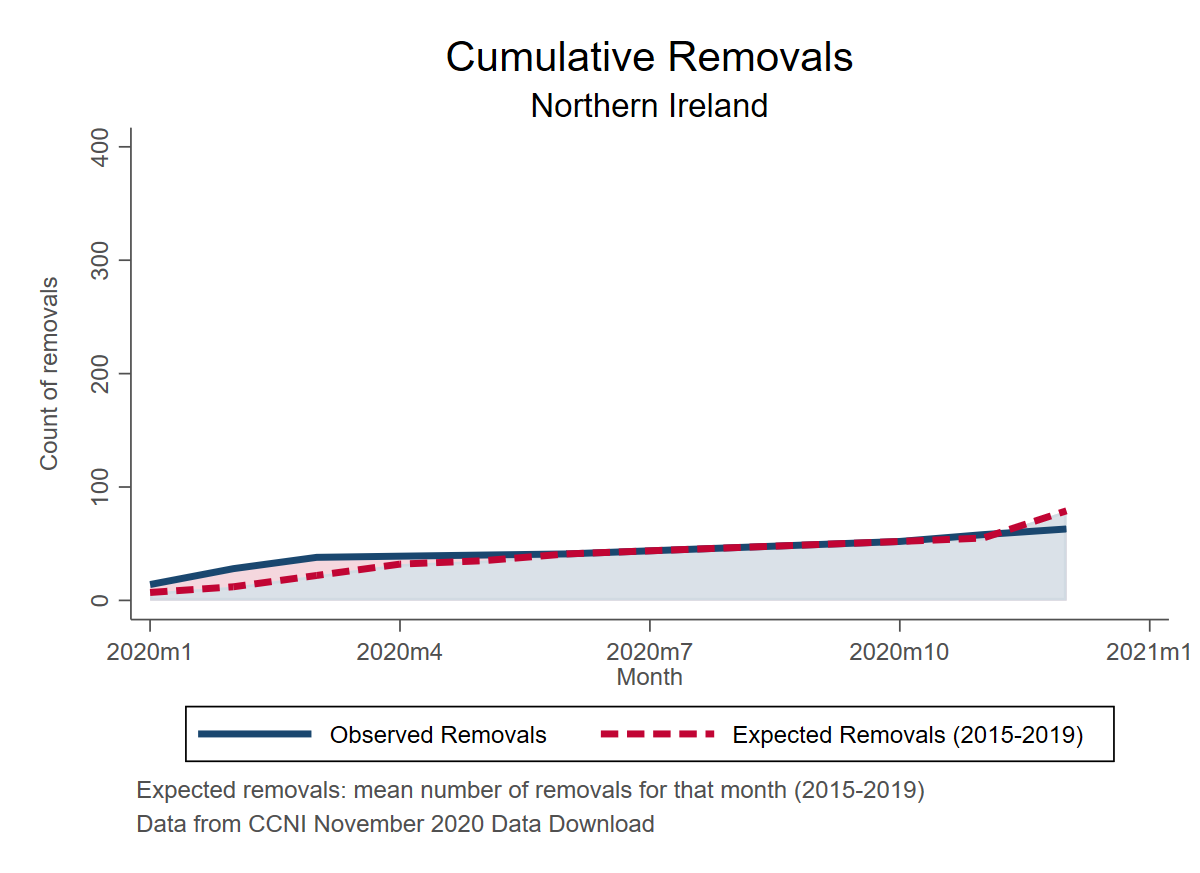 Cumulative Removals
Northern Ireland
Count of removals
400
300
200
100
0
2020m1 2020m4 2020m7 2020m10 2021m1
Month
Observed Removals Expected Removals (2015-2019)
Expected removals: mean number of removals for that month (2015-2019)
Data from CCNI November 2020 Data Download